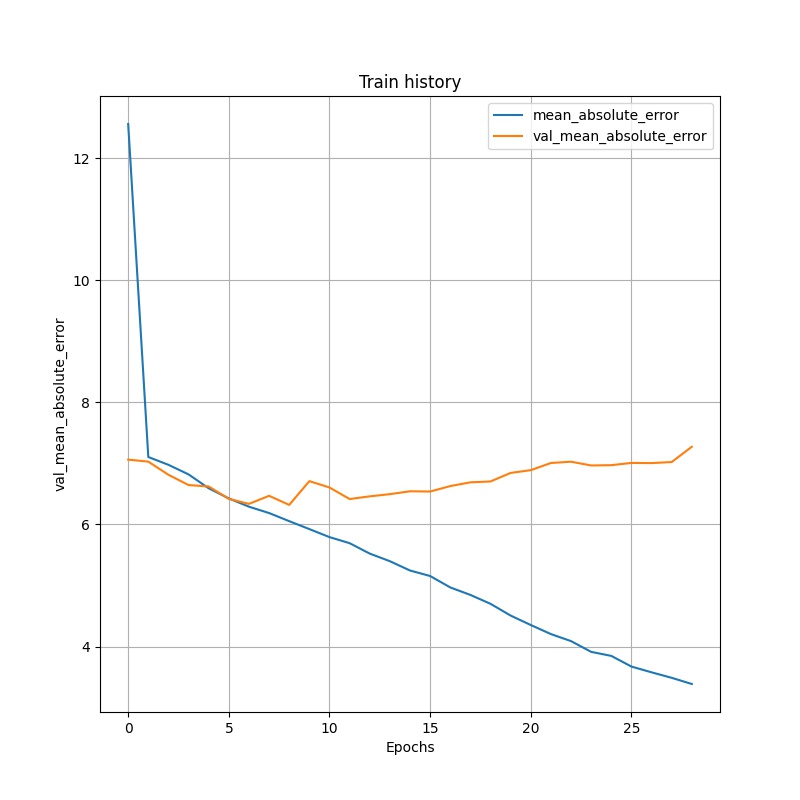 Train history
mean_absolute_error
val_mean_absolute_error
12
10
8
6
4
val_mean_absolute_error
0 5 10 15 20 25
Epochs